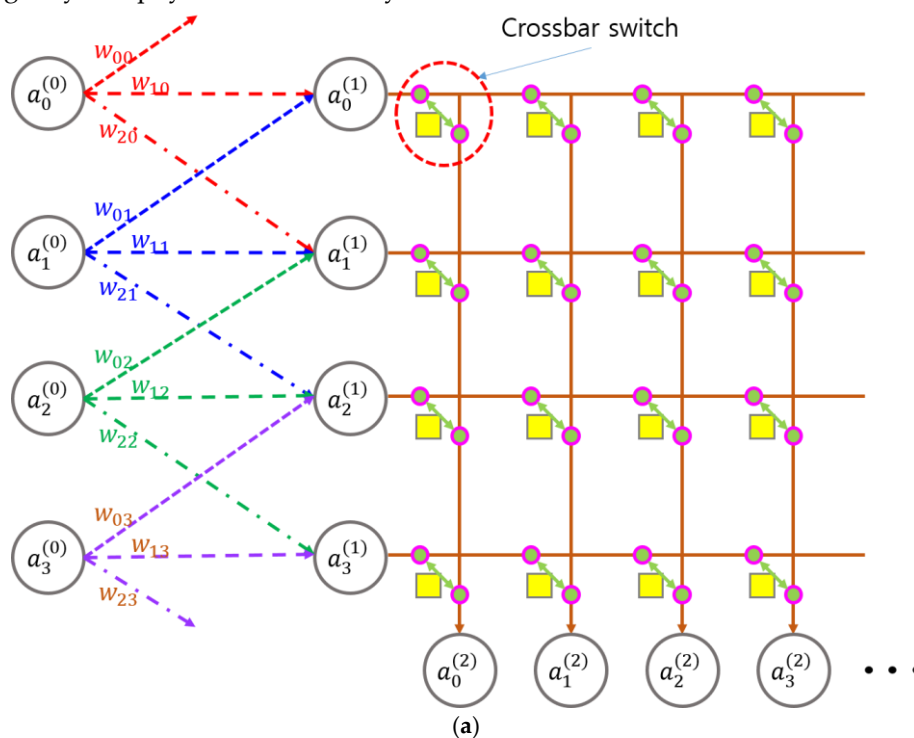 Crossbar switch
w₀₀
a₀⁽⁰⁾ w₁₀ a₀⁽¹⁾
w₂₀
w₀₁
a₁⁽⁰⁾ w₁₁ a₁⁽¹⁾
w₂₁
w₀₂
a₂⁽⁰⁾ w₁₂ a₂⁽¹⁾
w₂₂
w₀₃
a₃⁽⁰⁾ w₁₃ a₃⁽¹⁾
w₂₃
a₀⁽²⁾ a₁⁽²⁾ a₂⁽²⁾ a₃⁽²⁾ • • •
(a)